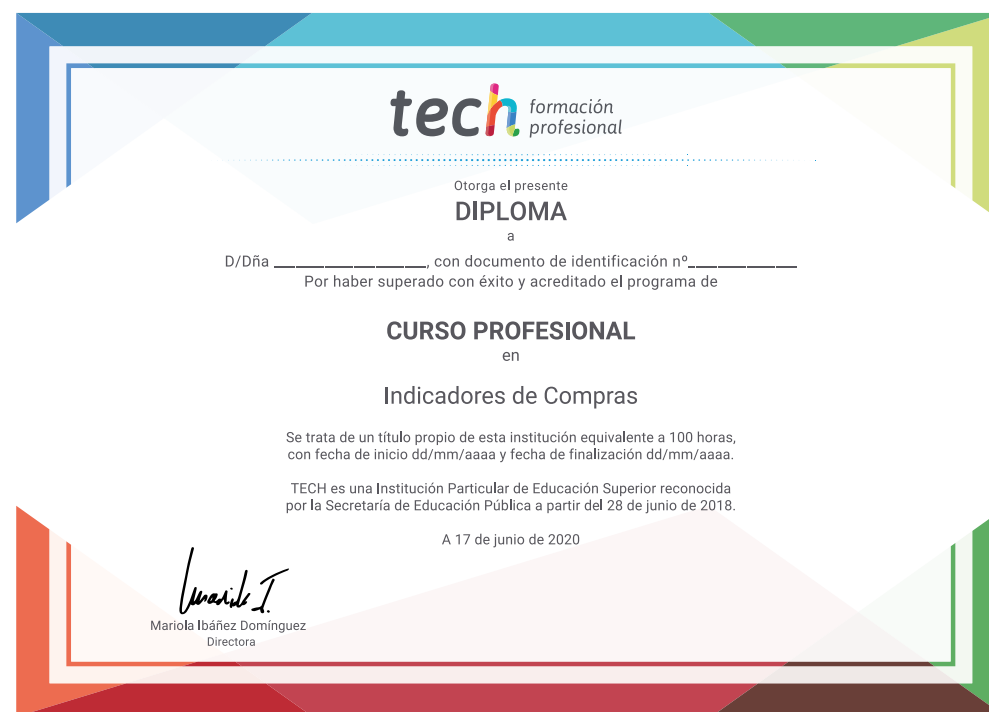 tech formación
profesional
Otorga el presente
DIPLOMA
a
D/Dña ______________, con documento de identificación nº__________
Por haber superado con éxito y acreditado el programa de
CURSO PROFESIONAL
en
Indicadores de Compras
Se trata de un título propio de esta institución equivalente a 100 horas,
con fecha de inicio dd/mm/aaaa y fecha de finalización dd/mm/aaaa.
TECH es una Institución Particular de Educación Superior reconocida
por la Secretaría de Educación Pública a partir del 28 de junio de 2018.
A 17 de junio de 2020
Mariola Ibáñez Domínguez
Directora